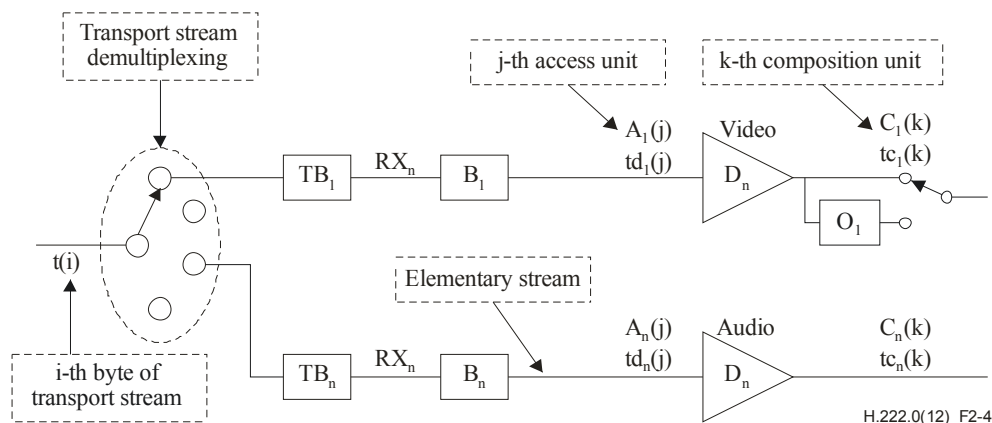 Transport stream
demultiplexing
j-th access unit
k-th composition unit
A₁(j)
td₁(j)
Video
C₁(k)
tc₁(k)
TB₁
RXₙ
B₁
Dₙ
O₁
t(i)
Elementary stream
i-th byte of
transport stream
Aₙ(j)
tdₙ(j)
Audio
Cₙ(k)
tcₙ(k)
TBₙ
RXₙ
Bₙ
Dₙ
H.222.0(12)_F2-4